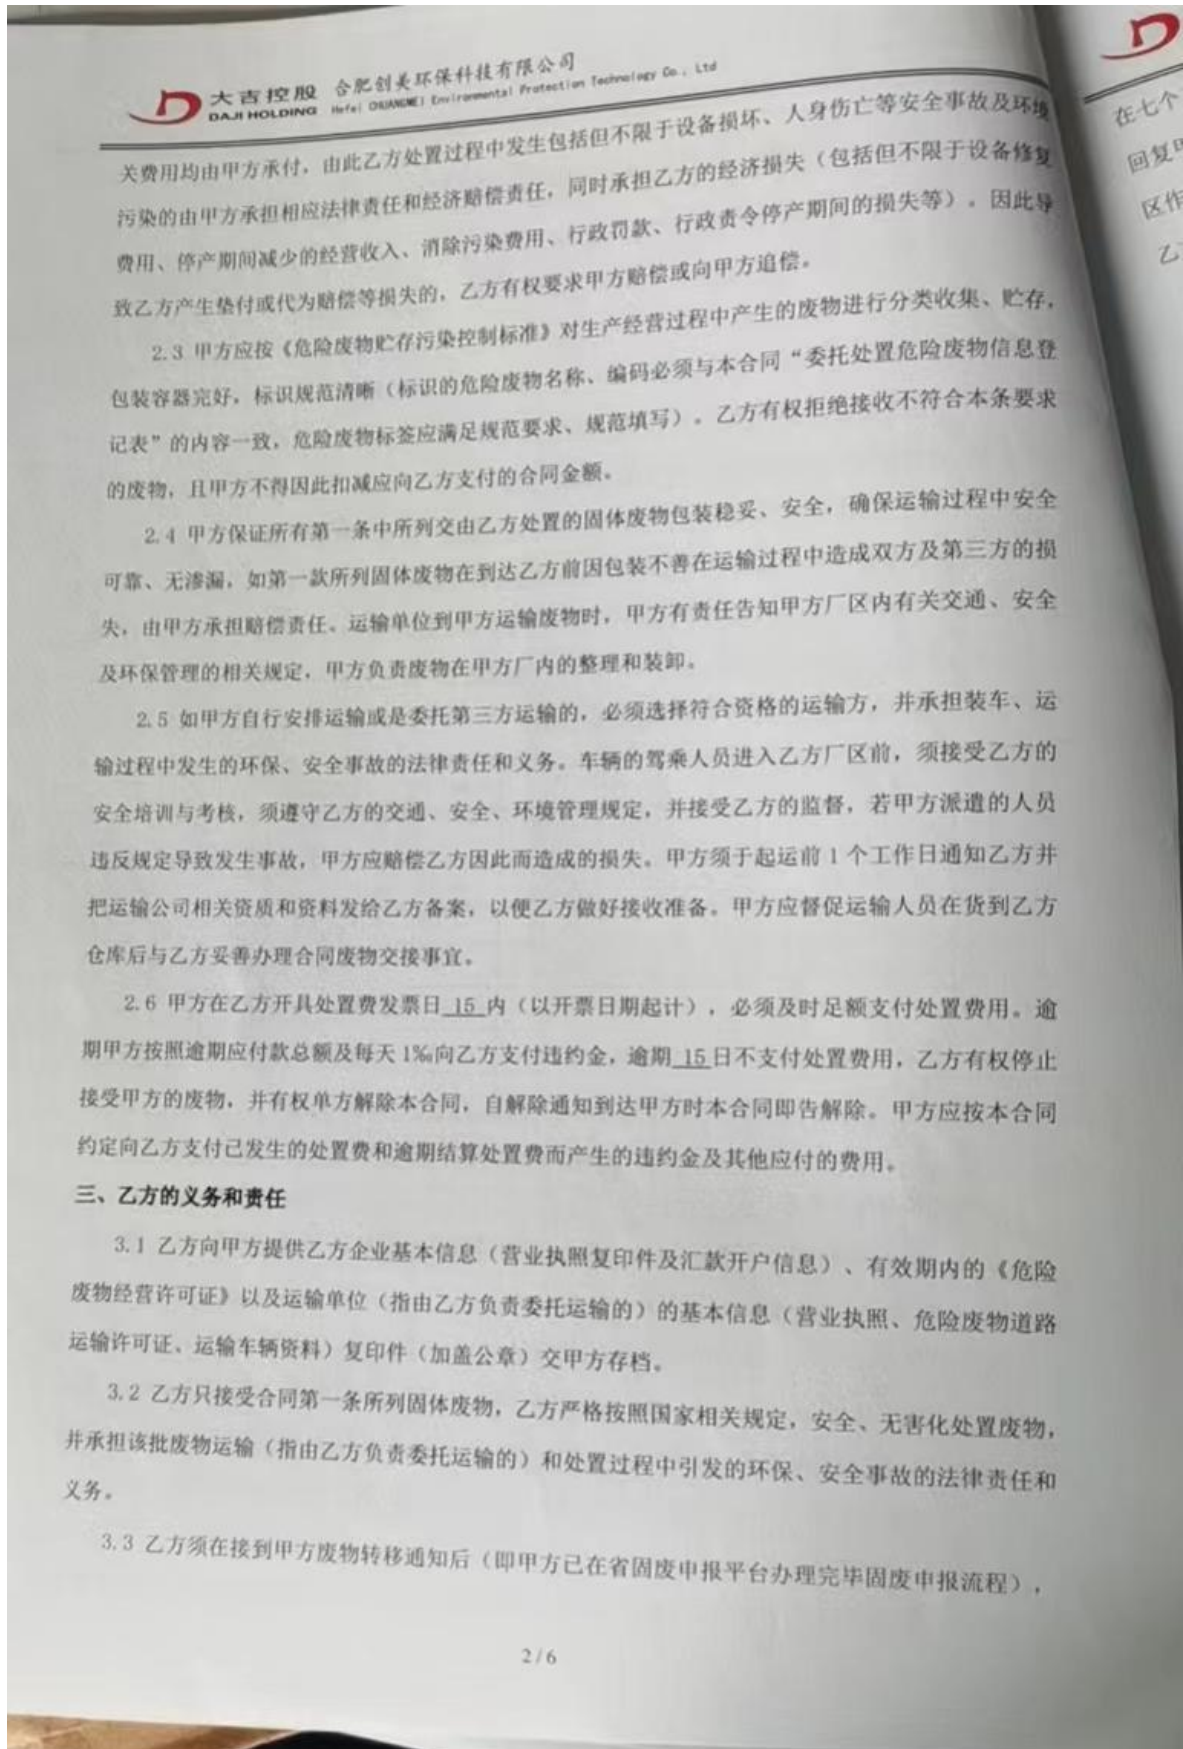 大吉控股
DAJI HOLDING
合肥创美环保科技有限公司
Hefei CHUANGMEI Environmental Protection Technology Co., Ltd
关费用均由甲方承付，由此乙方处置过程中发生包括但不限于设备损坏、人身伤亡等安全事故及环境
污染的由甲方承担相应法律责任和经济赔偿责任，同时承担乙方的经济损失（包括但不限于设备修复
费用、停产期间减少的经营收入、消除污染费用、行政罚款、行政责令停产期间的损失等）。因此导
致乙方产生垫付或代为赔偿等损失的，乙方有权要求甲方赔偿或向甲方追偿。
2.3 甲方应按《危险废物贮存污染控制标准》对生产经营过程中产生的废物进行分类收集、贮存，
包装容器完好，标识规范清晰（标识的危险废物名称、编码必须与本合同“委托处置危险废物信息登
记表”的内容一致，危险废物标签应满足规范要求、规范填写）。乙方有权拒绝接收不符合本条要求
的废物，且甲方不得因此扣减应向乙方支付的合同金额。
2.4 甲方保证所有第一条中所列交由乙方处置的固体废物包装稳妥、安全，确保运输过程中安全
可靠、无渗漏，如第一款所列固体废物在到达乙方前因包装不善在运输过程中造成双方及第三方的损
失，由甲方承担赔偿责任。运输单位到甲方运输废物时，甲方有责任告知甲方厂区内有关交通、安全
及环保管理的相关规定，甲方负责废物在甲方厂内的整理和装卸。
2.5 如甲方自行安排运输或是委托第三方运输的，必须选择符合资格的运输方，并承担装车、运
输过程中发生的环保、安全事故的法律责任和义务。车辆的驾乘人员进入乙方厂区前，须接受乙方的
安全培训与考核，须遵守乙方的交通、安全、环境管理规定，并接受乙方的监督，若甲方派遣的人员
违反规定导致发生事故，甲方应赔偿乙方因此而造成的损失。甲方须于起运前 1 个工作日通知乙方并
把运输公司相关资质和资料发给乙方备案，以便乙方做好接收准备。甲方应督促运输人员在货到乙方
仓库后与乙方妥善办理合同废物交接事宜。
2.6 甲方在乙方开具处置费发票日 15 内（以开票日期起计），必须及时足额支付处置费用。逾
期甲方按照逾期应付款总额及每天 1‰向乙方支付违约金，逾期 15 日不支付处置费用，乙方有权停止
接受甲方的废物，并有权单方解除本合同，自解除通知到达甲方时本合同即告解除。甲方应按本合同
约定向乙方支付已发生的处置费和逾期结算处置费而产生的违约金及其他应付的费用。
三、乙方的义务和责任
3.1 乙方向甲方提供乙方企业基本信息（营业执照复印件及汇款开户信息）、有效期内的《危险
废物经营许可证》以及运输单位（指由乙方负责委托运输的）的基本信息（营业执照、危险废物道路
运输许可证、运输车辆资料）复印件（加盖公章）交甲方存档。
3.2 乙方只接受合同第一条所列固体废物，乙方严格按照国家相关规定，安全、无害化处置废物，
并承担该批废物运输（指由乙方负责委托运输的）和处置过程中引发的环保、安全事故的法律责任和
义务。
3.3 乙方须在接到甲方废物转移通知后（即甲方已在省固废申报平台办理完毕固废申报流程），
2 / 6
在七个
回复甲
区作
乙